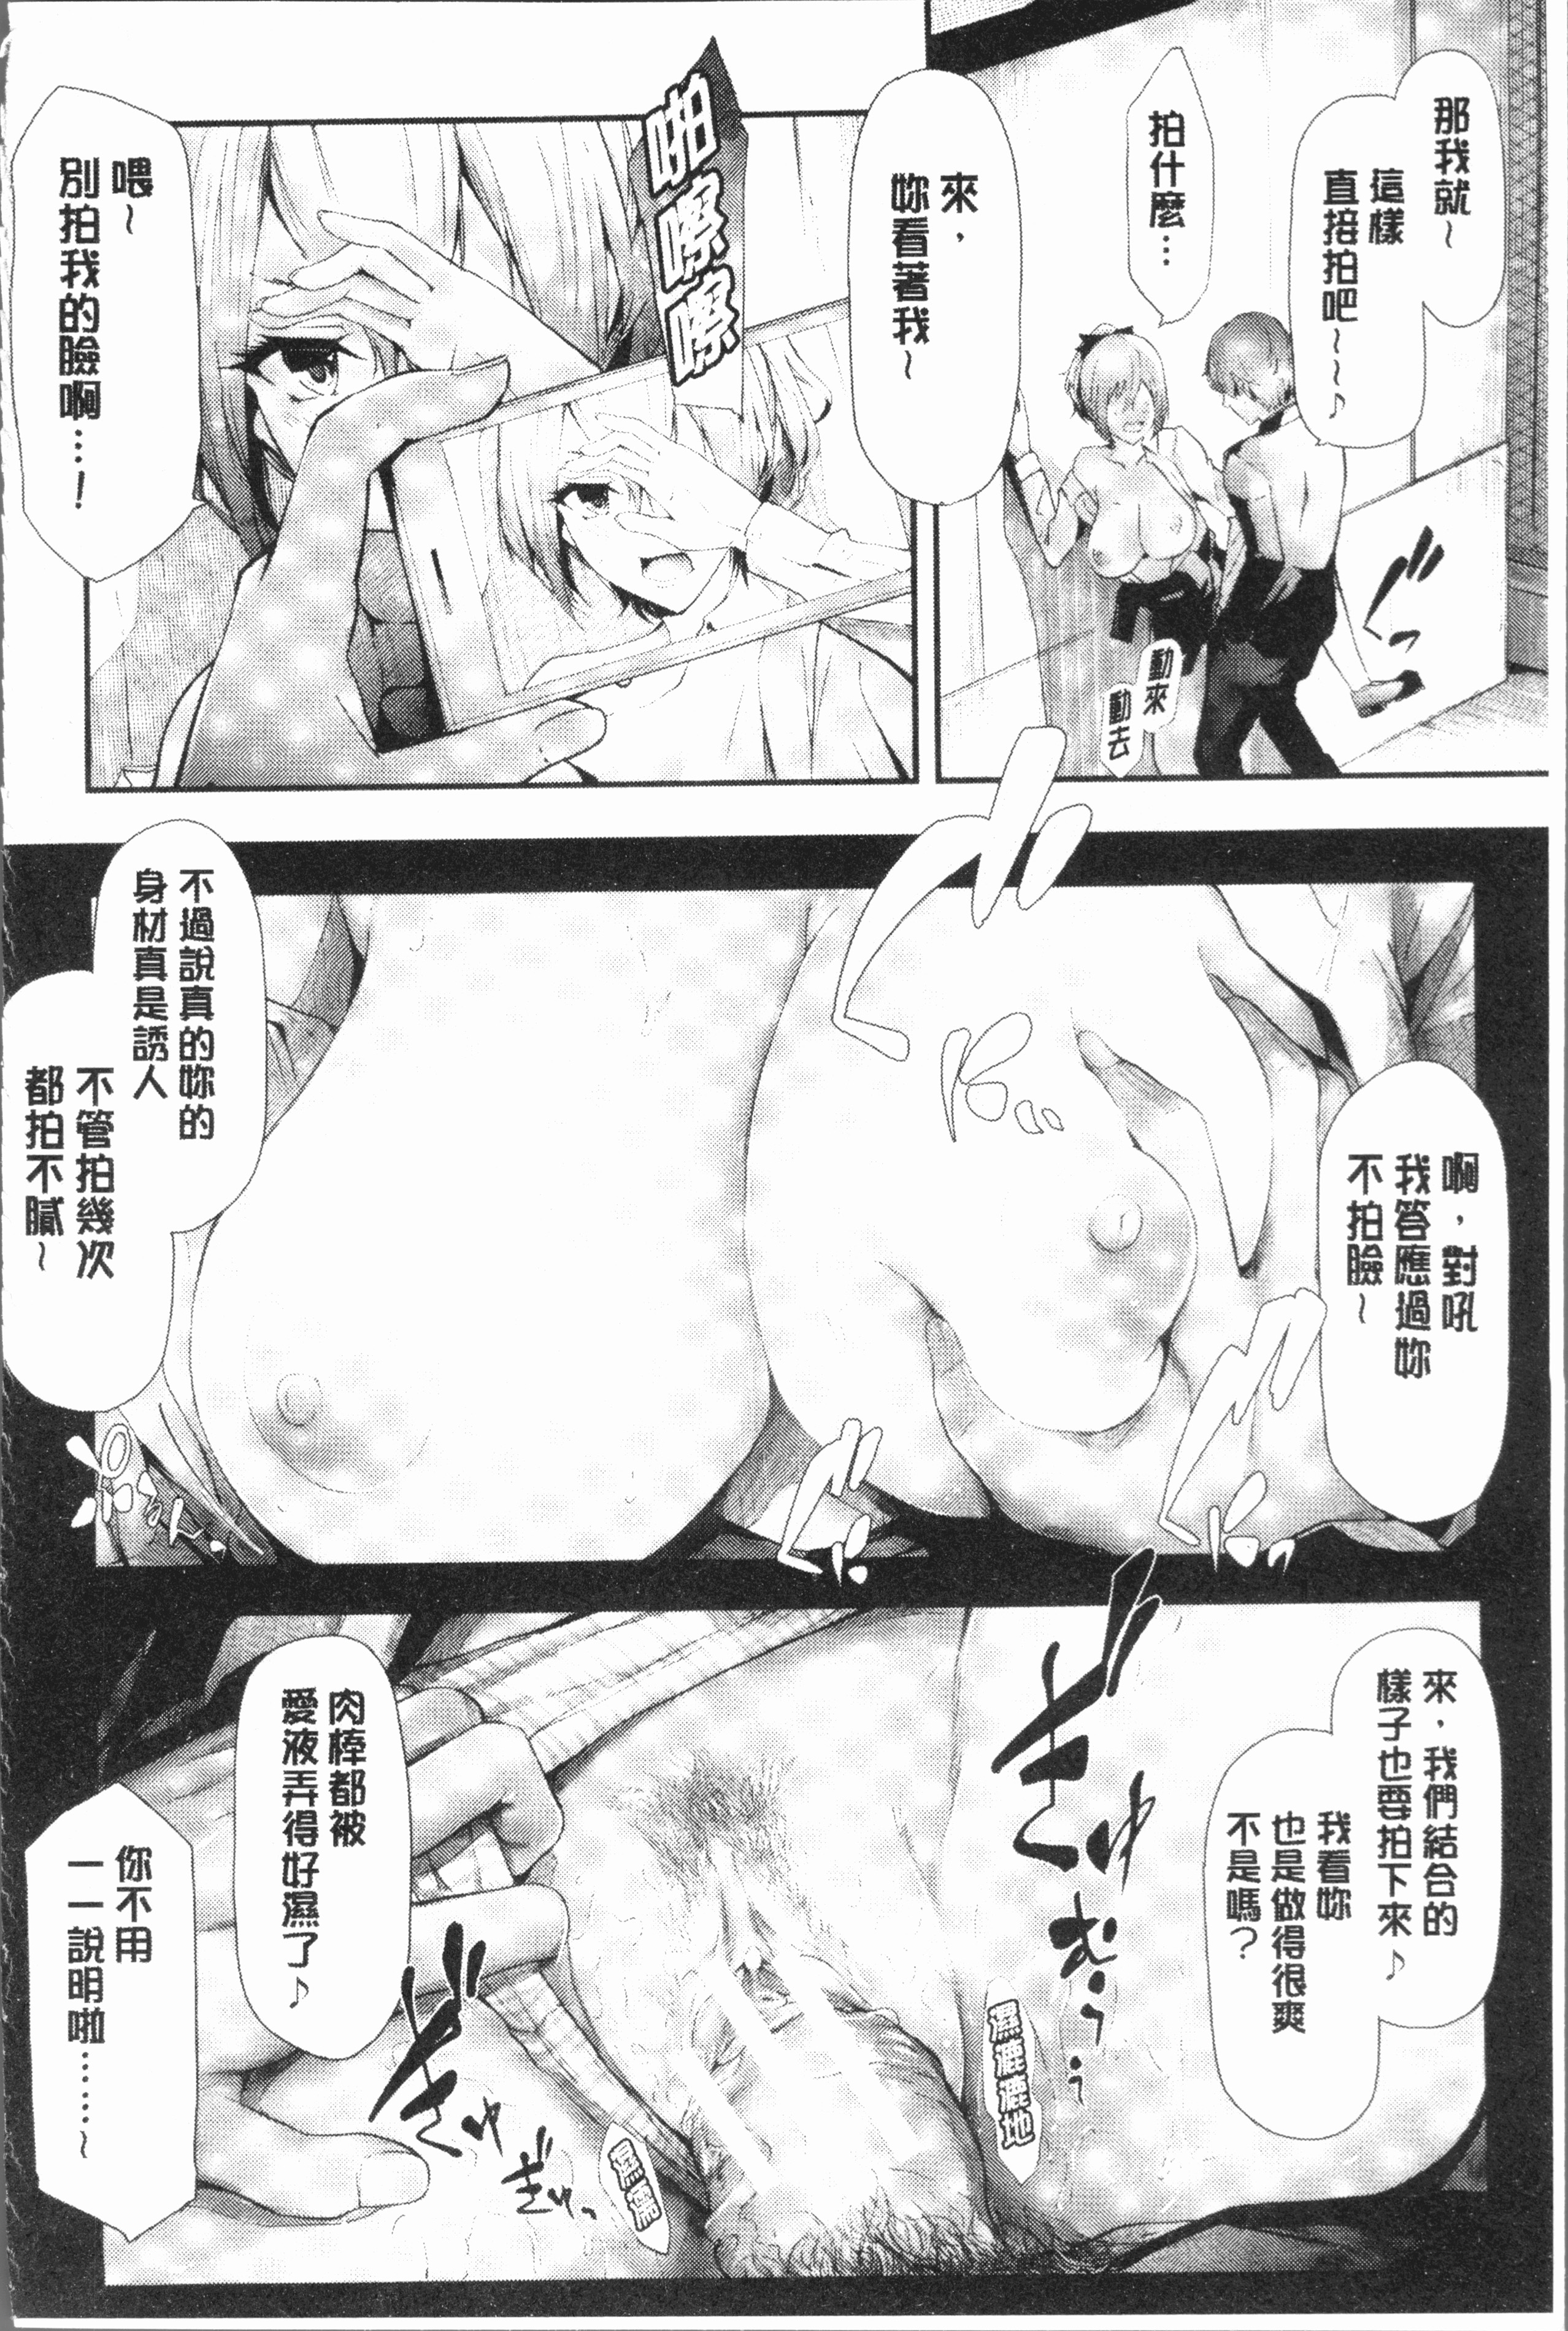 那我就~
這樣
直接拍吧~~~♪
拍什麼…
動來
動去
來,
妳看著我~
啪嚓嚓
喂~
別拍我的臉啊…!
啊,對吼
我答應過妳
不拍臉~
不過說真的妳的
身材真是誘人
不管拍幾次
都拍不膩~
來,我們結合的
樣子也要拍下來♪
我看妳
也是做得很爽
不是嗎?
濕漉漉地
肉棒都被
愛液弄得好濕了♪
你不用
一一說明啦……~